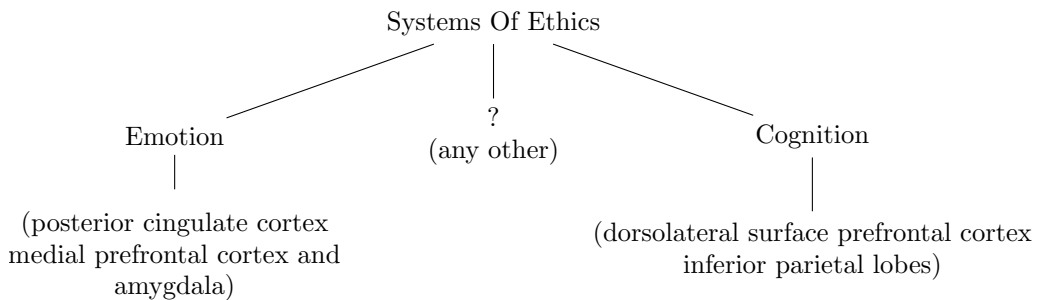 Systems Of Ethics
Emotion
?
(any other)
Cognition
(posterior cingulate cortex
medial prefrontal cortex and
amygdala)
(dorsolateral surface prefrontal cortex
inferior parietal lobes)